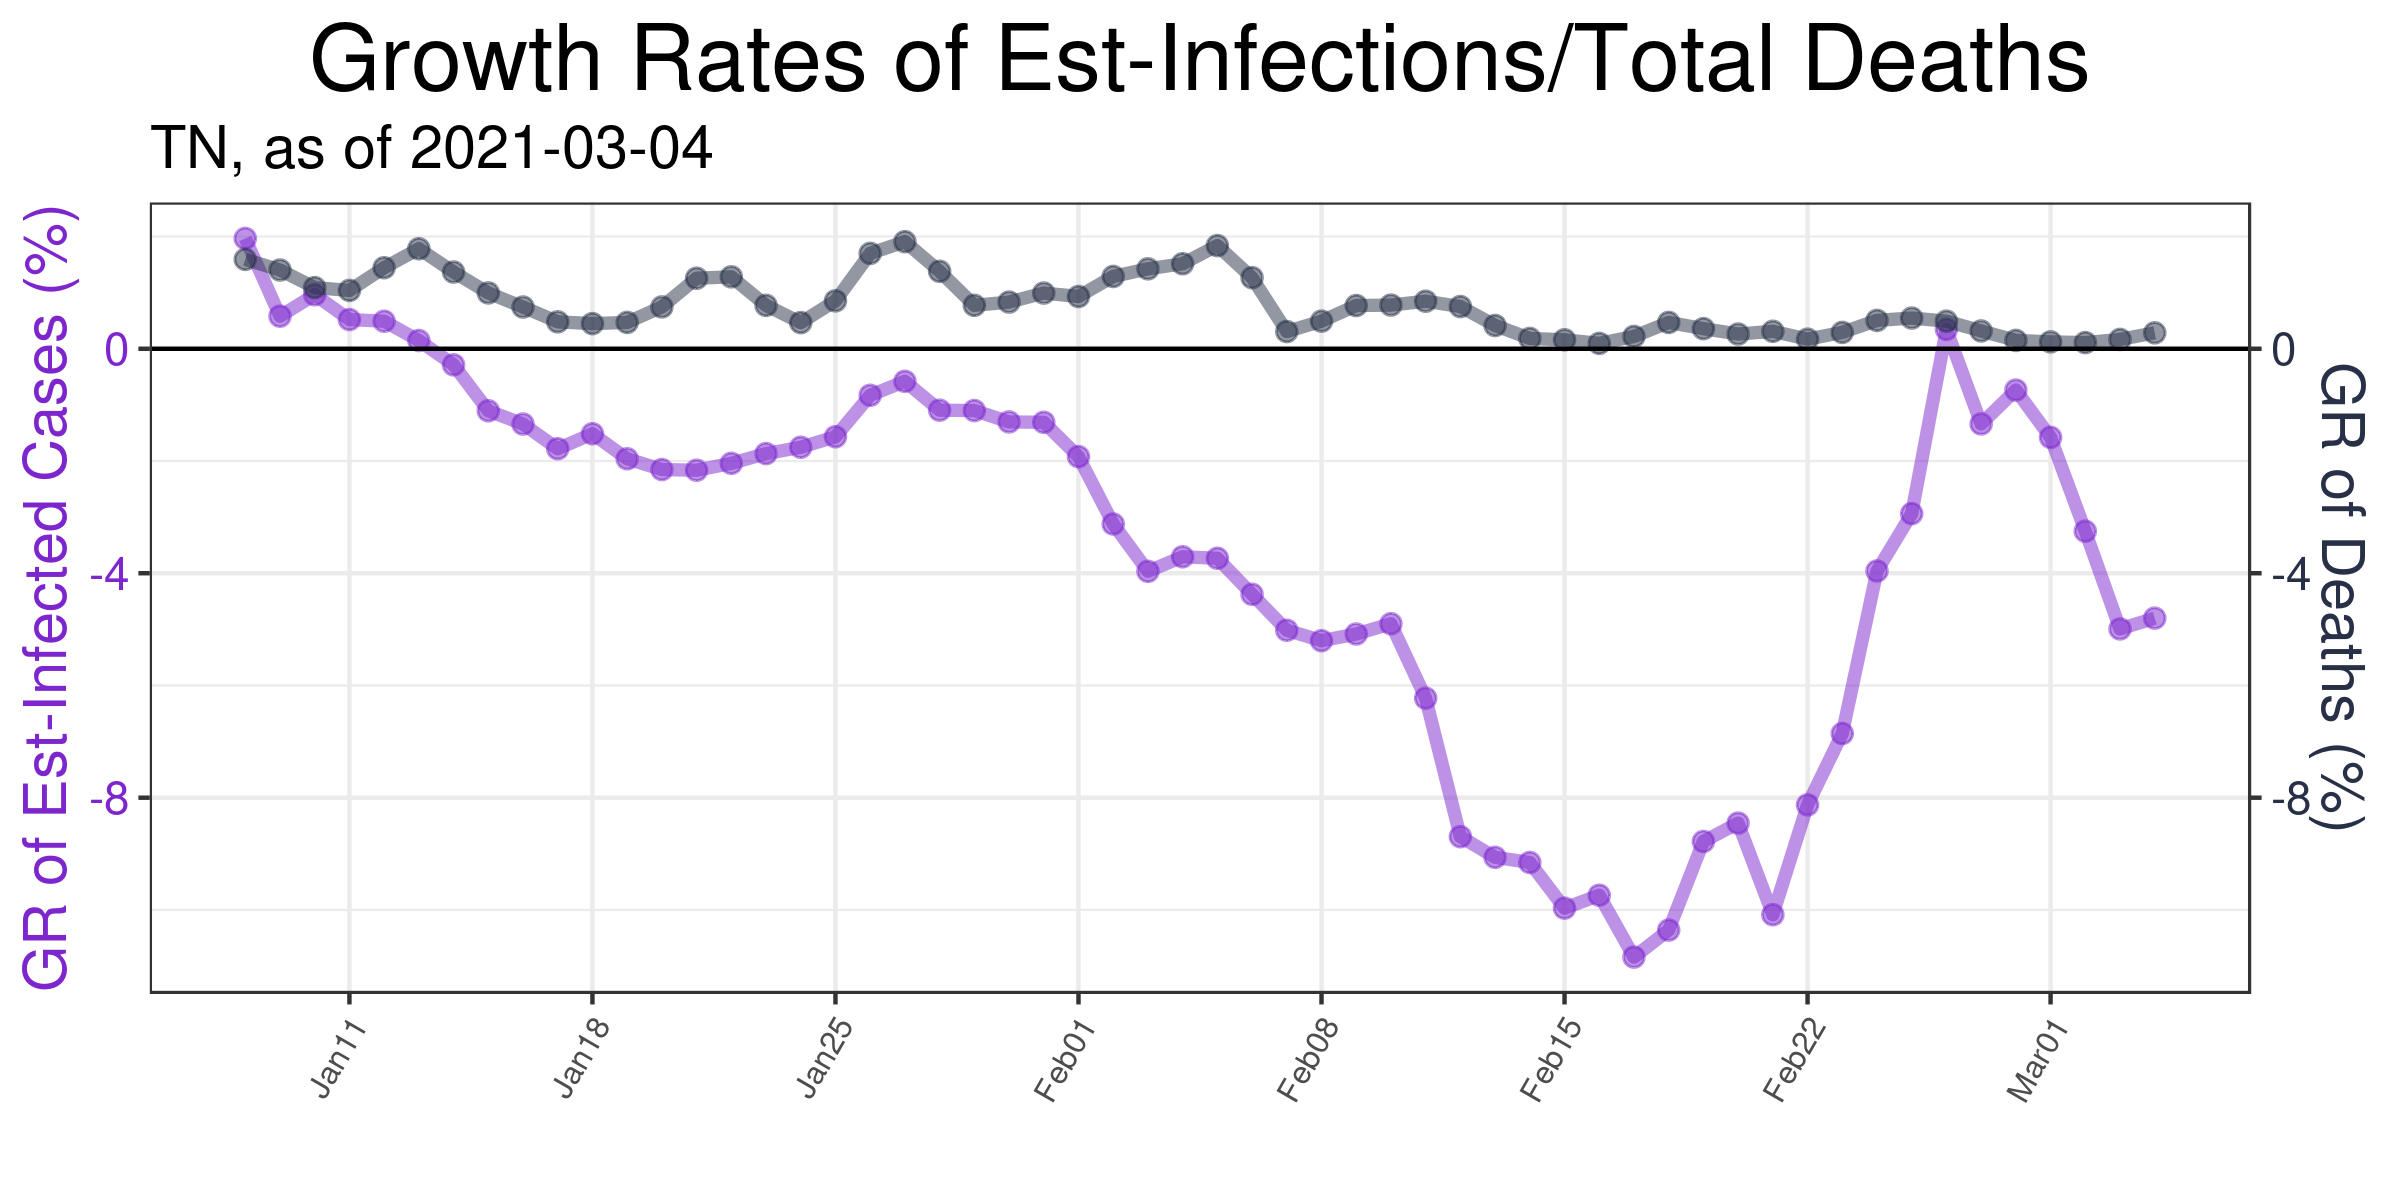 Growth Rates of Est-Infections/Total Deaths
TN, as of 2021-03-04
GR of Est-Infected Cases (%)
0
-4
-8
0
-4
-8
GR of Deaths (%)
Jan11
Jan18
Jan25
Feb01
Feb08
Feb15
Feb22
Mar01